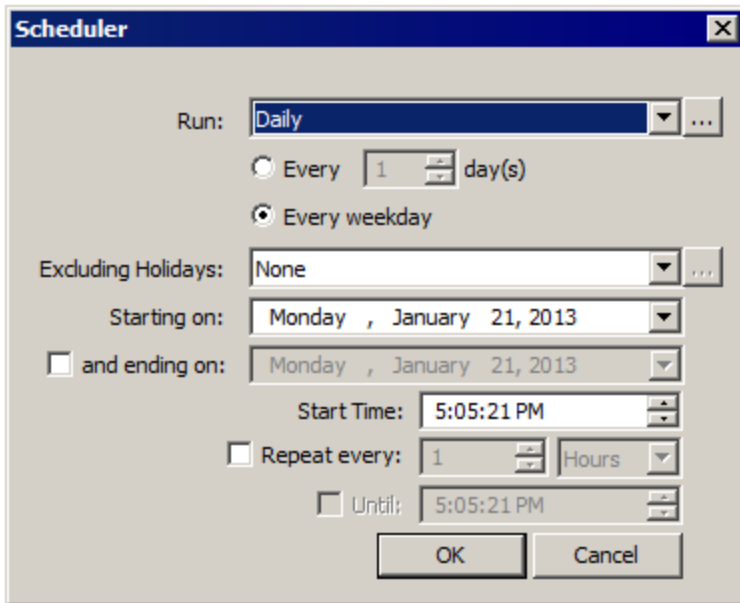 Scheduler
Run: Daily ...
Every 1 day(s)
Every weekday
Excluding Holidays: None ...
Starting on: Monday , January 21, 2013
and ending on: Monday , January 21, 2013
Start Time: 5:05:21 PM
Repeat every: 1 Hours
Until: 5:05:21 PM
OK Cancel